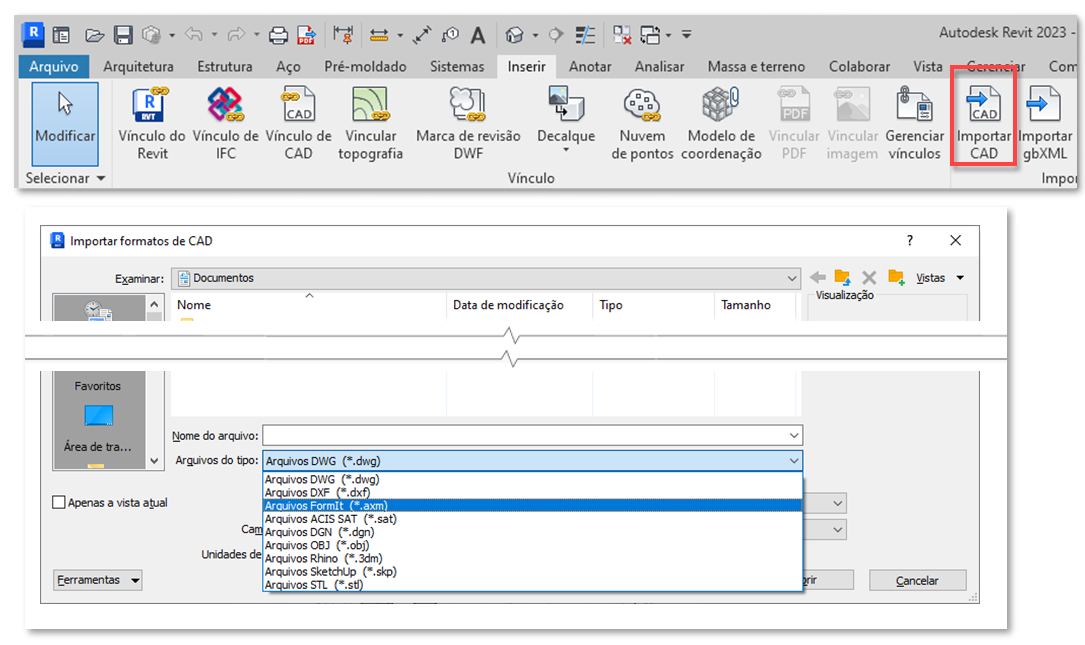 R
PDF
A
Autodesk Revit 2023 -
Arquivo Arquitetura Estrutura Aço Pré-moldado Sistemas Inserir Anotar Analisar Massa e terreno Colaborar Vista Gerenciar Com
R RVT CAD PDF CAD
Modificar Vínculo do Vínculo de Vínculo de Vincular Marca de revisão Decalque Nuvem Modelo de Vincular Vincular Gerenciar Importar Importar
Revit IFC CAD topografia DWF de pontos coordenação PDF imagem vínculos CAD gbXML
Selecionar Vínculo Impor
R Importar formatos de CAD ?
Examinar: Documentos Vistas
Visualização
Nome Data de modificação Tipo Tamanho
Favoritos
Área de tra...
Nome do arquivo:
Arquivos do tipo: Arquivos DWG (*.dwg)
Arquivos DWG (*.dwg)
Apenas a vista atual Arquivos DXF (*.dxf)
Arquivos FormIt (*.axm)
Arquivos ACIS SAT (*.sat)
Cam Arquivos DGN (*.dgn)
Arquivos OBJ (*.obj)
Unidades de Arquivos Rhino (*.3dm)
Arquivos SketchUp (*.skp)
Ferramentas Arquivos STL (*.stl) rir Cancelar